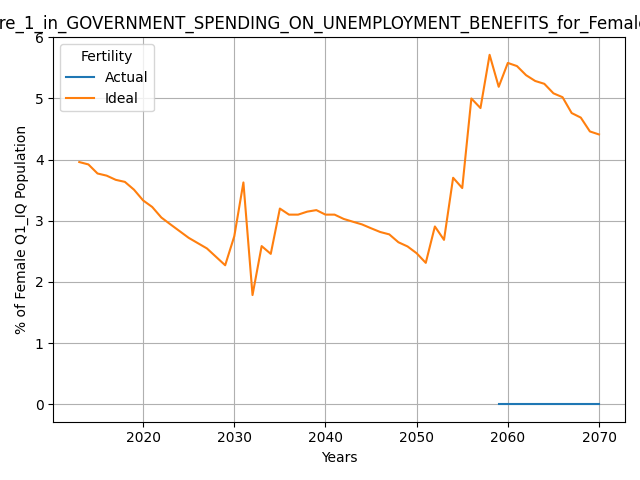 re_1_in_GOVERNMENT_SPENDING_ON_UNEMPLOYMENT_BENEFITS_for_Female
Fertility
Actual
Ideal
% of Female Q1_IQ Population
6
5
4
3
2
1
0
2020 2030 2040 2050 2060 2070
Years